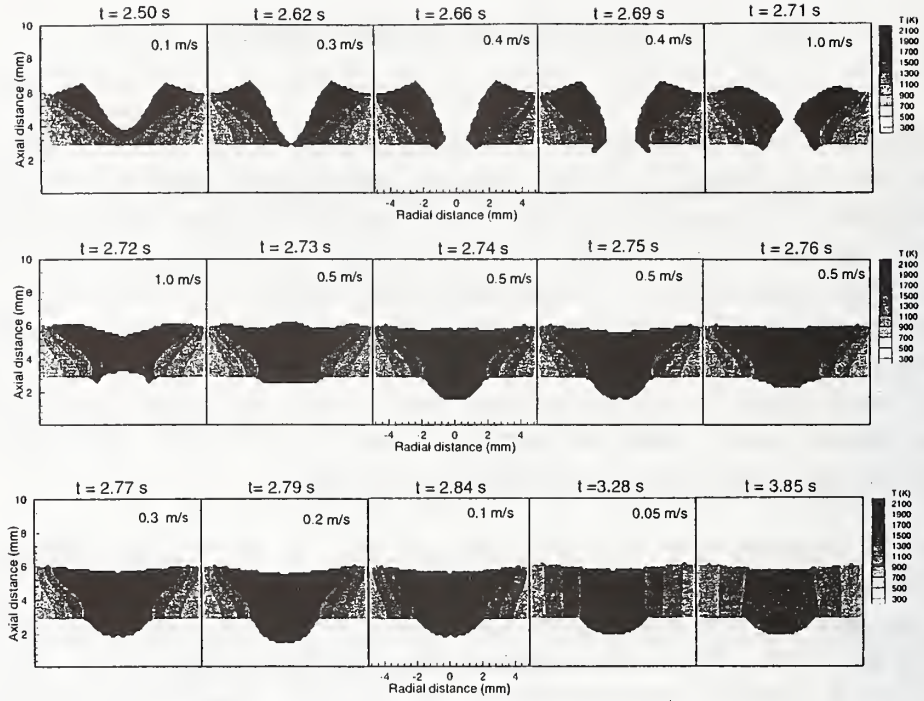 t = 2.50 s
t = 2.62 s
t = 2.66 s
t = 2.69 s
t = 2.71 s
T (K)
0.1 m/s
0.3 m/s
0.4 m/s
0.4 m/s
1.0 m/s
2100
1900
1700
1500
1300
1100
900
700
500
300
Axial distance (mm)
10
8
6
4
2
-4 -2 0 2 4
Radial distance (mm)
t = 2.72 s
t = 2.73 s
t = 2.74 s
t = 2.75 s
t = 2.76 s
T (K)
1.0 m/s
0.5 m/s
0.5 m/s
0.5 m/s
0.5 m/s
2100
1900
1700
1500
1300
1100
900
700
500
300
Axial distance (mm)
10
8
6
4
2
-4 -2 0 2 4
Radial distance (mm)
t = 2.77 s
t= 2.79 s
t = 2.84 s
t =3.28 s
t = 3.85 s
T (K)
0.3 m/s
0.2 m/s
0.1 m/s
0.05 m/s
2100
1900
1700
1500
1300
1100
900
700
500
300
Axial distance (mm)
10
8
6
4
2
-4 -2 0 2 4
Radial distance (mm)